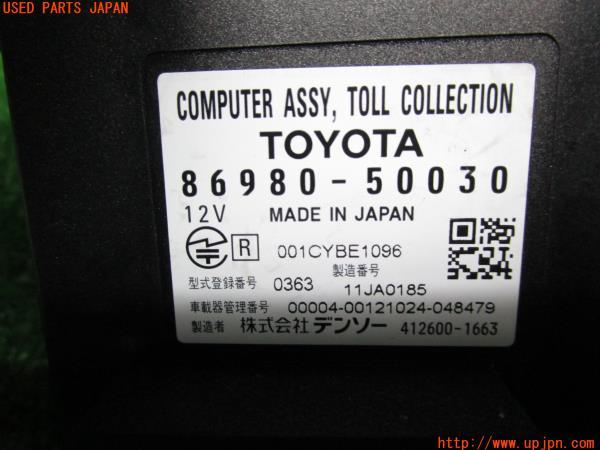 USED PARTS JAPAN
COMPUTER ASSY, TOLL COLLECTION
TOYOTA
86980-50030
12V MADE IN JAPAN
R 001CYBE1096
型式登録番号 0363 製造番号 11JA0185
車載器管理番号 00004-00121024-048479
製造者 株式会社 デンソー 412600-1663
http://www.upjpn.com/